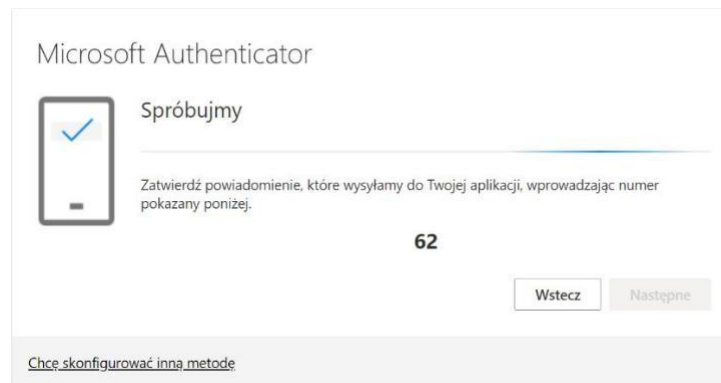 Microsoft Authenticator
Spróbujmy
Zatwierdź powiadomienie, które wysyłamy do Twojej aplikacji, wprowadzając numer
pokazany poniżej.
62
Wstecz
Następne
Chcę skonfigurować inną metodę